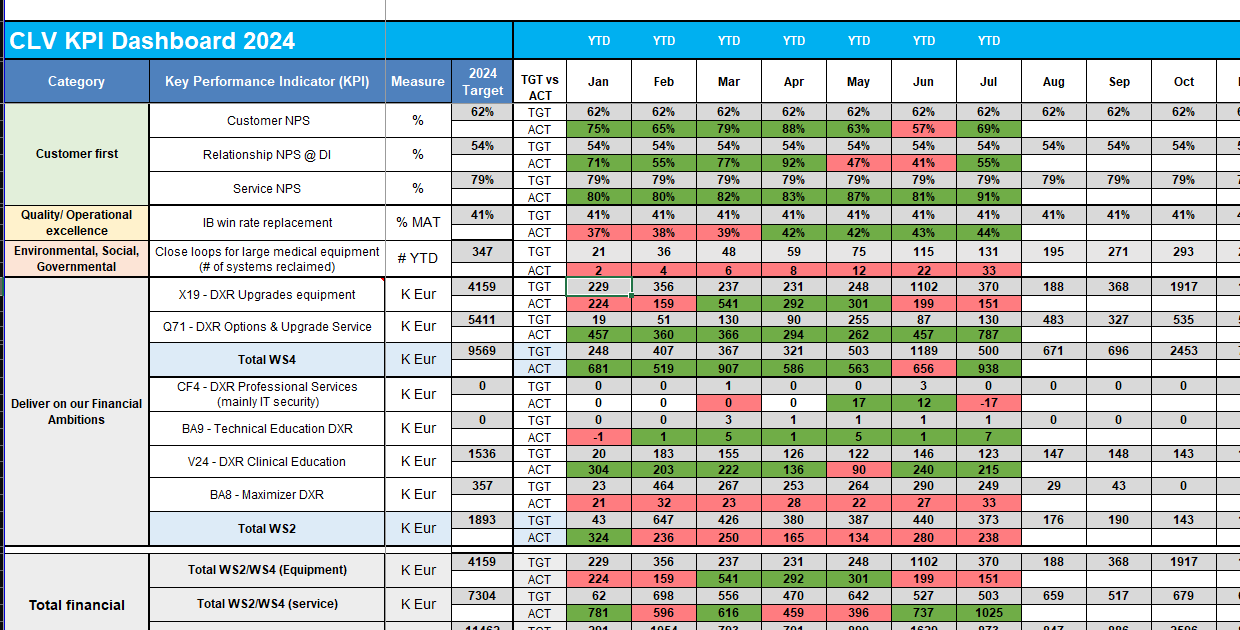 CLV KPI Dashboard 2024 YTD YTD YTD YTD YTD YTD YTD
Category Key Performance Indicator (KPI) Measure 2024 Target TGT vs ACT Jan Feb Mar Apr May Jun Jul Aug Sep Oct
Customer first
Customer NPS % 62% TGT 62% 62% 62% 62% 62% 62% 62% 62% 62% 62%
ACT 75% 65% 79% 88% 63% 57% 69%
Relationship NPS @ DI % 54% TGT 54% 54% 54% 54% 54% 54% 54% 54% 54% 54%
ACT 71% 55% 77% 92% 47% 41% 55%
Service NPS % 79% TGT 79% 79% 79% 79% 79% 79% 79% 79% 79% 79%
ACT 80% 80% 82% 83% 87% 81% 91%
Quality/ Operational excellence
IB win rate replacement % MAT 41% TGT 41% 41% 41% 41% 41% 41% 41% 41% 41% 41%
ACT 37% 38% 39% 42% 42% 43% 44%
Environmental, Social, Governmental
Close loops for large medical equipment (# of systems reclaimed) # YTD 347 TGT 21 36 48 59 75 115 131 195 271 293
ACT 2 4 6 8 12 22 33
Deliver on our Financial Ambitions
X19 - DXR Upgrades equipment K Eur 4159 TGT 229 356 237 231 248 1102 370 188 368 1917
ACT 224 159 541 292 301 199 151
Q71 - DXR Options & Upgrade Service K Eur 5411 TGT 19 51 130 90 255 87 130 483 327 535
ACT 457 360 366 294 262 457 787
Total WS4 K Eur 9569 TGT 248 407 367 321 503 1189 500 671 696 2453
ACT 681 519 907 586 563 656 938
CF4 - DXR Professional Services (mainly IT security) K Eur 0 TGT 0 0 1 0 0 3 0 0 0 0
ACT 0 0 0 0 17 12 -17
BA9 - Technical Education DXR K Eur 0 TGT 0 0 3 1 1 1 1 0 0 0
ACT -1 1 5 1 5 1 7
V24 - DXR Clinical Education K Eur 1536 TGT 20 183 155 126 122 146 123 147 148 143
ACT 304 203 222 136 90 240 215
BA8 - Maximizer DXR K Eur 357 TGT 23 464 267 253 264 290 249 29 43 0
ACT 21 32 23 28 22 27 33
Total WS2 K Eur 1893 TGT 43 647 426 380 387 440 373 176 190 143
ACT 324 236 250 165 134 280 238
Total financial
Total WS2/WS4 (Equipment) K Eur 4159 TGT 229 356 237 231 248 1102 370 188 368 1917
ACT 224 159 541 292 301 199 151
Total WS2/WS4 (service) K Eur 7304 TGT 62 698 556 470 642 527 503 659 517 679
ACT 781 596 616 459 396 737 1025